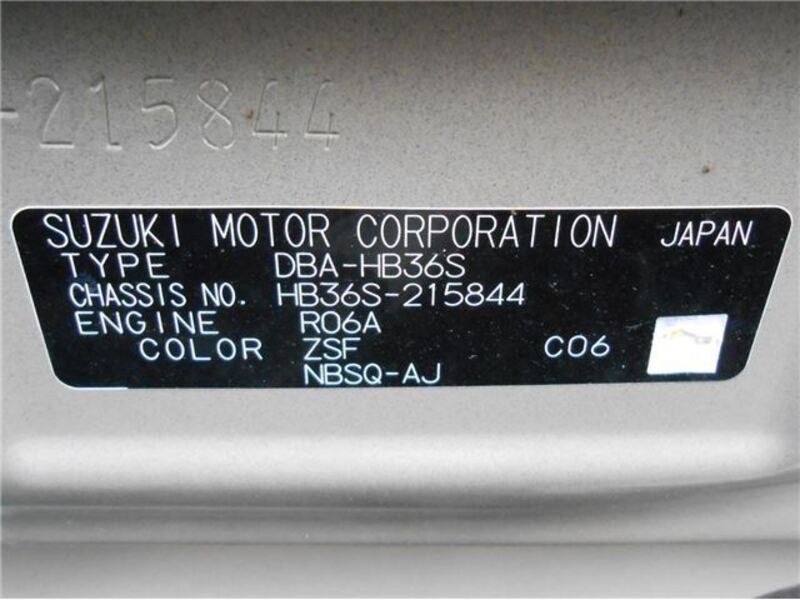 -215844
SUZUKI MOTOR CORPORATION JAPAN
TYPE DBA-HB36S
CHASSIS NO. HB36S-215844
ENGINE R06A
COLOR ZSF C06
NBSQ-AJ